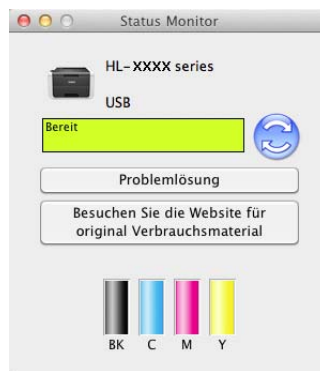 Status Monitor
HL-XXXX series
USB
Bereit
Problemlösung
Besuchen Sie die Website für
original Verbrauchsmaterial
BK C M Y